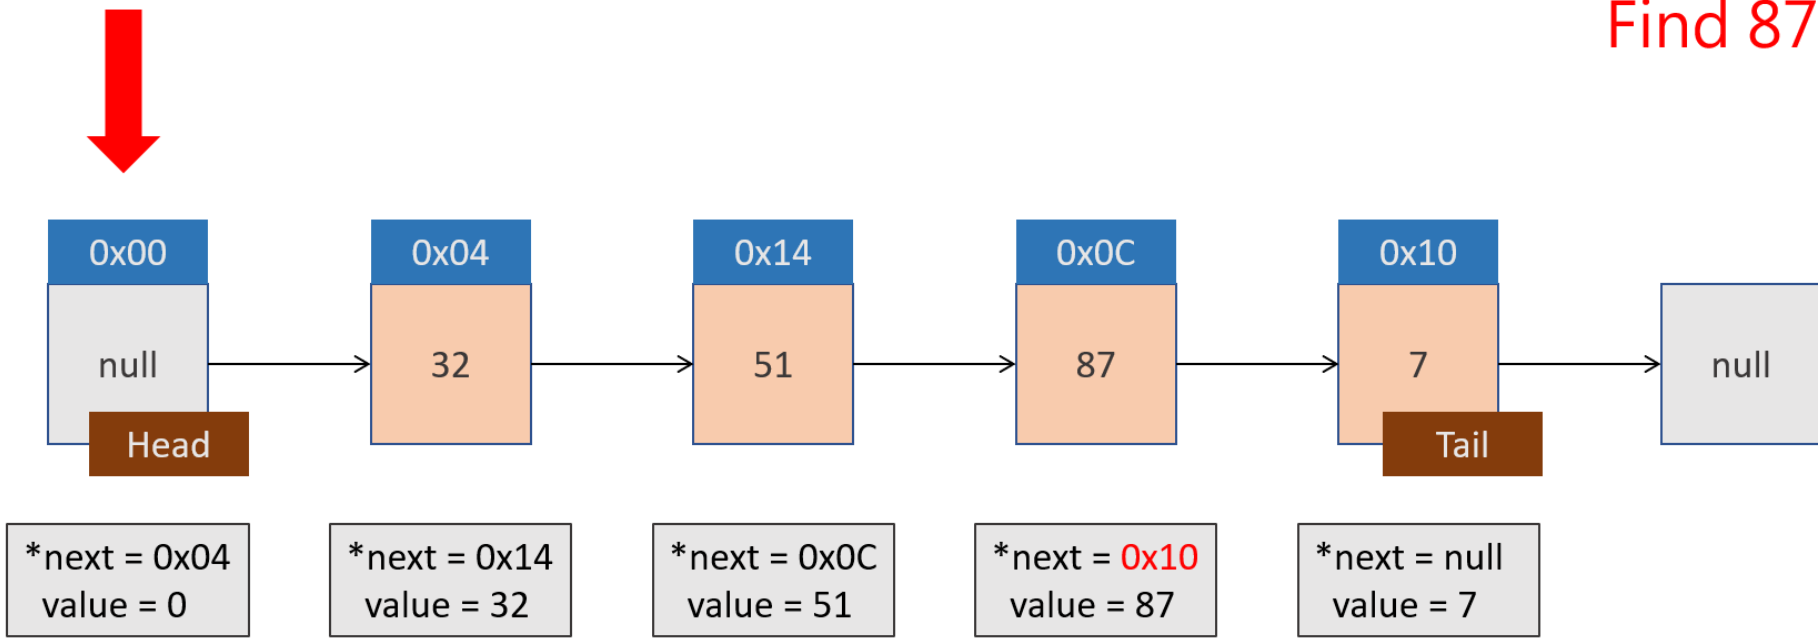 Find 87
0x00
0x04
0x14
0x0C
0x10
null
32
51
87
7
null
Head
Tail
*next = 0x04
value = 0
*next = 0x14
value = 32
*next = 0x0C
value = 51
*next = 0x10
value = 87
*next = null
value = 7